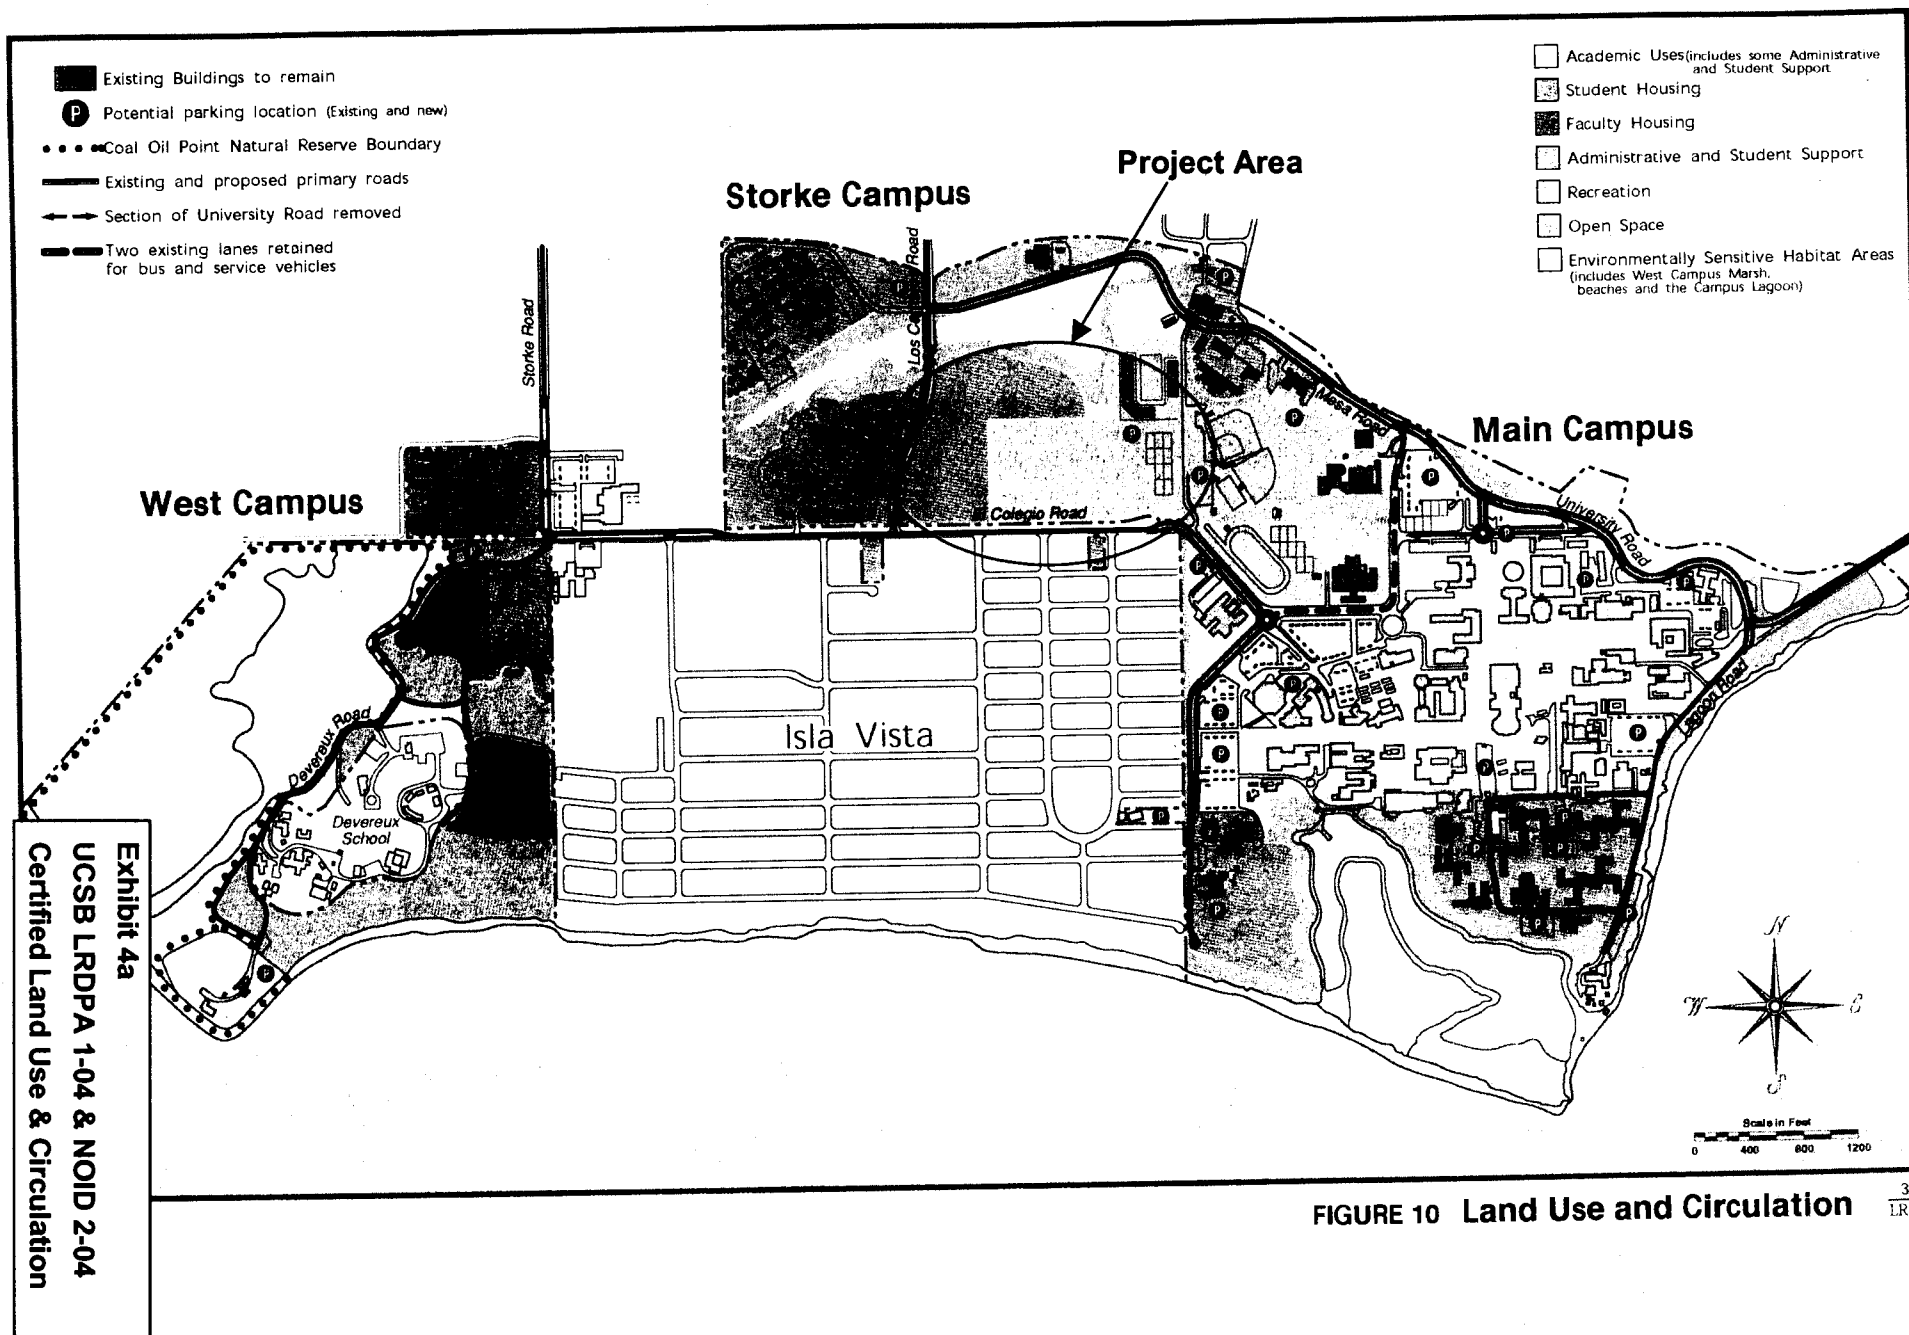 Existing Buildings to remain
P Potential parking location (Existing and new)
Coal Oil Point Natural Reserve Boundary
Existing and proposed primary roads
Section of University Road removed
Two existing lanes retained
for bus and service vehicles
Academic Uses (includes some Administrative
and Student Support
Student Housing
Faculty Housing
Administrative and Student Support
Recreation
Open Space
Environmentally Sensitive Habitat Areas
(includes West Campus Marsh,
beaches and the Campus Lagoon)
Project Area
Storke Campus
Main Campus
West Campus
Storke Road
Road
Mesa Road
University Road
Colegio Road
Lagoon Road
Devereux Road
Devereux
School
Isla Vista
N
W
E
S
Scale in Feet
0 400 800 1200
FIGURE 10 Land Use and Circulation
3
LR
Exhibit 4a
UCSB LRDPA 1-04 & NOID 2-04
Certified Land Use & Circulation